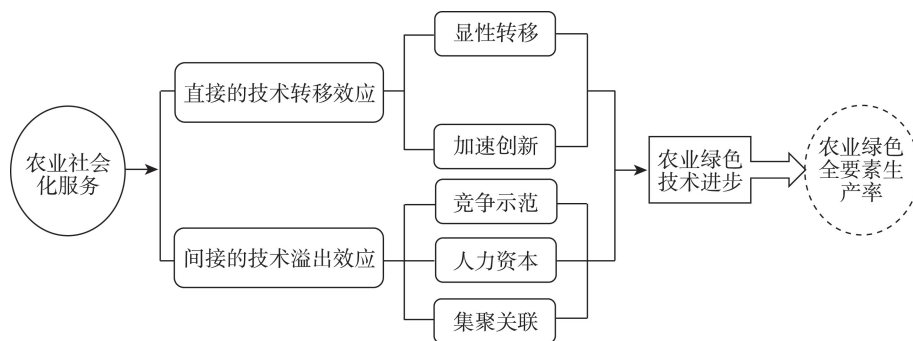 农业社会
化服务
直接的技术转移效应
间接的技术溢出效应
显性转移
加速创新
竞争示范
人力资本
集聚关联
农业绿色
技术进步
农业绿色
全要素生
产率